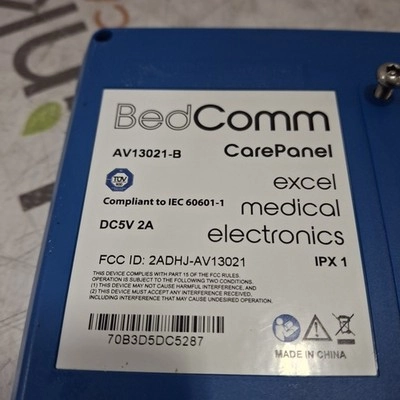 BedComm
AV13021-B
CarePanel
TÜV
excel
Compliant to IEC 60601-1
medical
DC5V 2A
electronics
FCC ID: 2ADHJ-AV13021
IPX 1
THIS DEVICE COMPLIES WITH PART 15 OF THE FCC RULES.
OPERATION IS SUBJECT TO THE FOLLOWING TWO CONDITIONS.
(1) THIS DEVICE MAY NOT CAUSE HARMFUL INTERFERENCE, AND
(2) THIS DEVICE MUST ACCEPT ANY INTERFERENCE RECEIVED,
INCLUDING INTERFERENCE THAT MAY CAUSE UNDESIRED OPERATION.
70B3D5DC5287
MADE IN CHINA